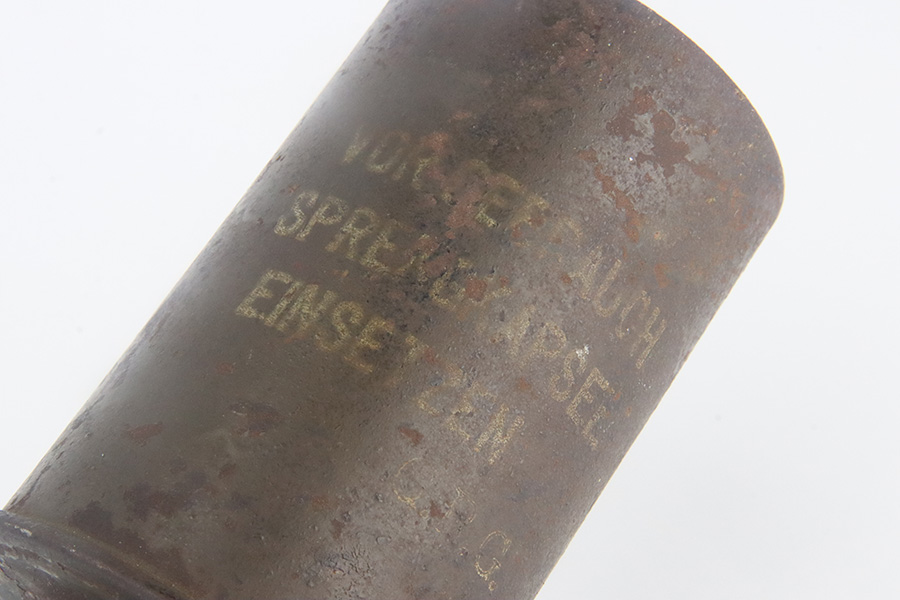 VOR GEBRAUCH
SPRENGKAPSEL
EINSETZEN